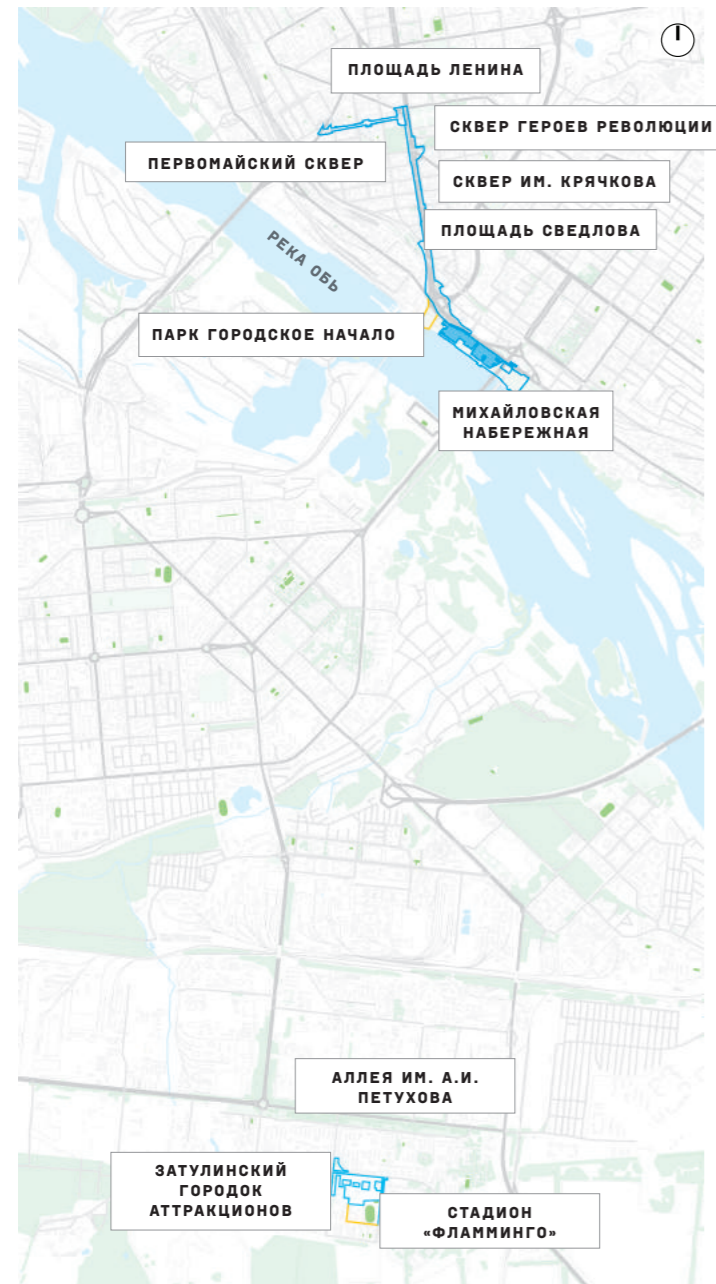 ПЛОЩАДЬ ЛЕНИНА
СКВЕР ГЕРОЕВ РЕВОЛЮЦИИ
ПЕРВОМАЙСКИЙ СКВЕР
СКВЕР ИМ. КРЯЧКОВА
ПЛОЩАДЬ СВЕДЛОВА
РЕКА ОБЬ
ПАРК ГОРОДСКОЕ НАЧАЛО
МИХАЙЛОВСКАЯ
НАБЕРЕЖНАЯ
АЛЛЕЯ ИМ. А.И.
ПЕТУХОВА
ЗАТУЛИНСКИЙ
ГОРОДОК
АТТРАКЦИОНОВ
СТАДИОН
«ФЛАММИНГО»